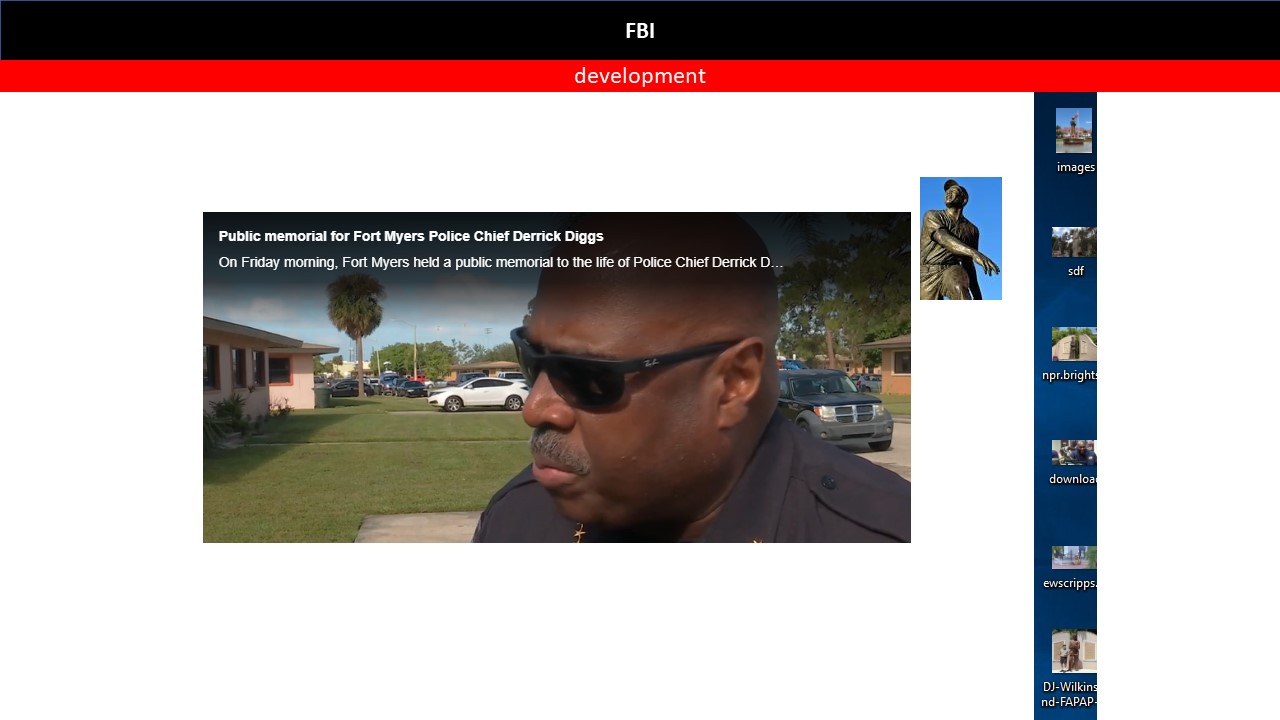 FBI
development
Public memorial for Fort Myers Police Chief Derrick Diggs
On Friday morning, Fort Myers held a public memorial to the life of Police Chief Derrick D...
images
sdf
npr.brights
downloac
ewscripps.
DJ-Wilkins
nd-FAPAP-